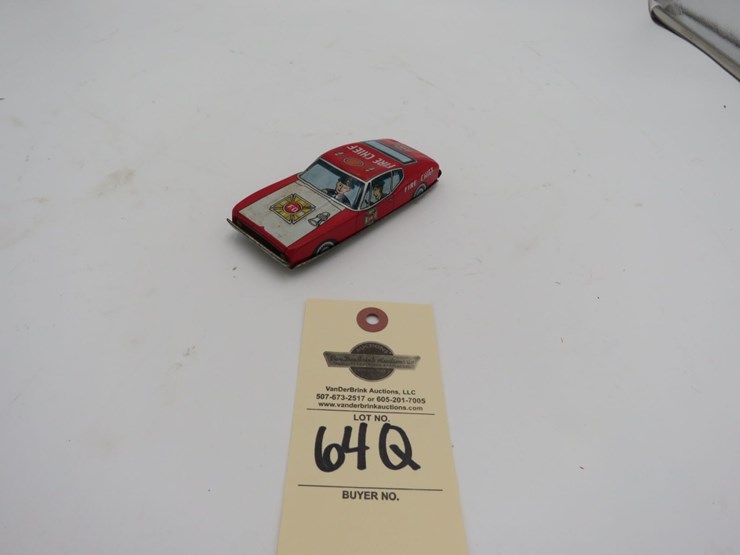 FIRE CHIEF
FIRE CHIEF
FD
VanDerBrink Auctions, LLC
507-673-2517 or 605-201-7005
www.vanderbrinkauctions.com
LOT NO.
64Q
BUYER NO.